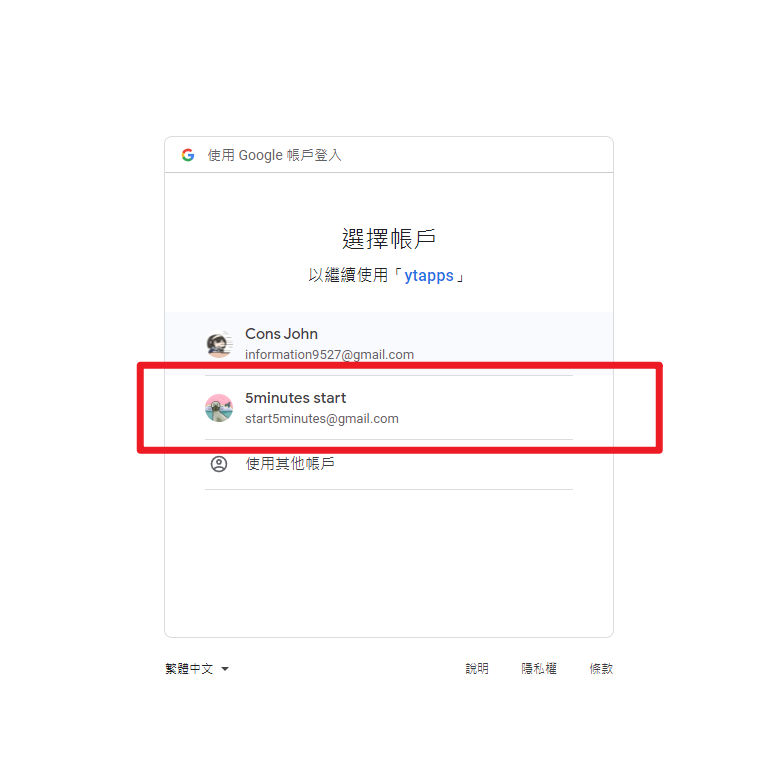 使用 Google 帳戶登入
選擇帳戶
以繼續使用「ytapps」
Cons John
information9527@gmail.com
5minutes start
start5minutes@gmail.com
使用其他帳戶
繁體中文
說明 隱私權 條款